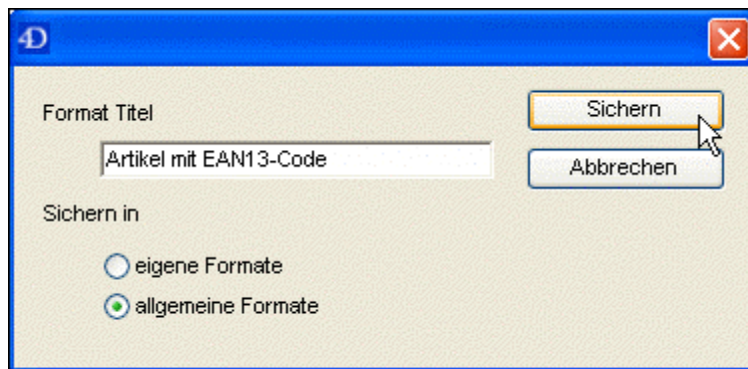 4D
Format Titel
Sichern
Artikel mit EAN13-Code
Abbrechen
Sichern in
eigene Formate
allgemeine Formate